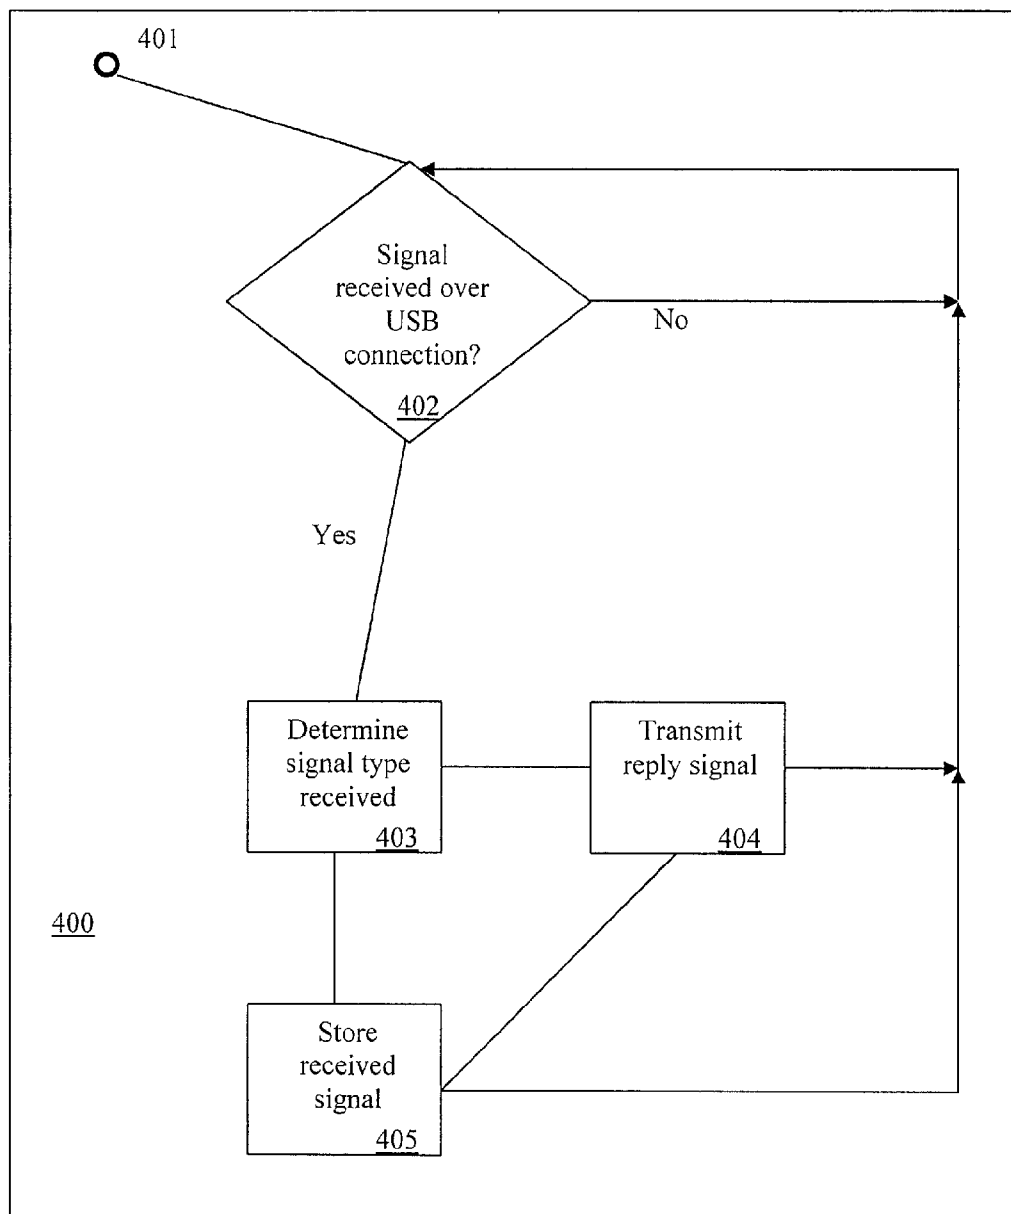 401
Signal
received over
USB
connection?
402
No
Yes
Determine
signal type
received
403
Transmit
reply signal
404
400
Store
received
signal
405